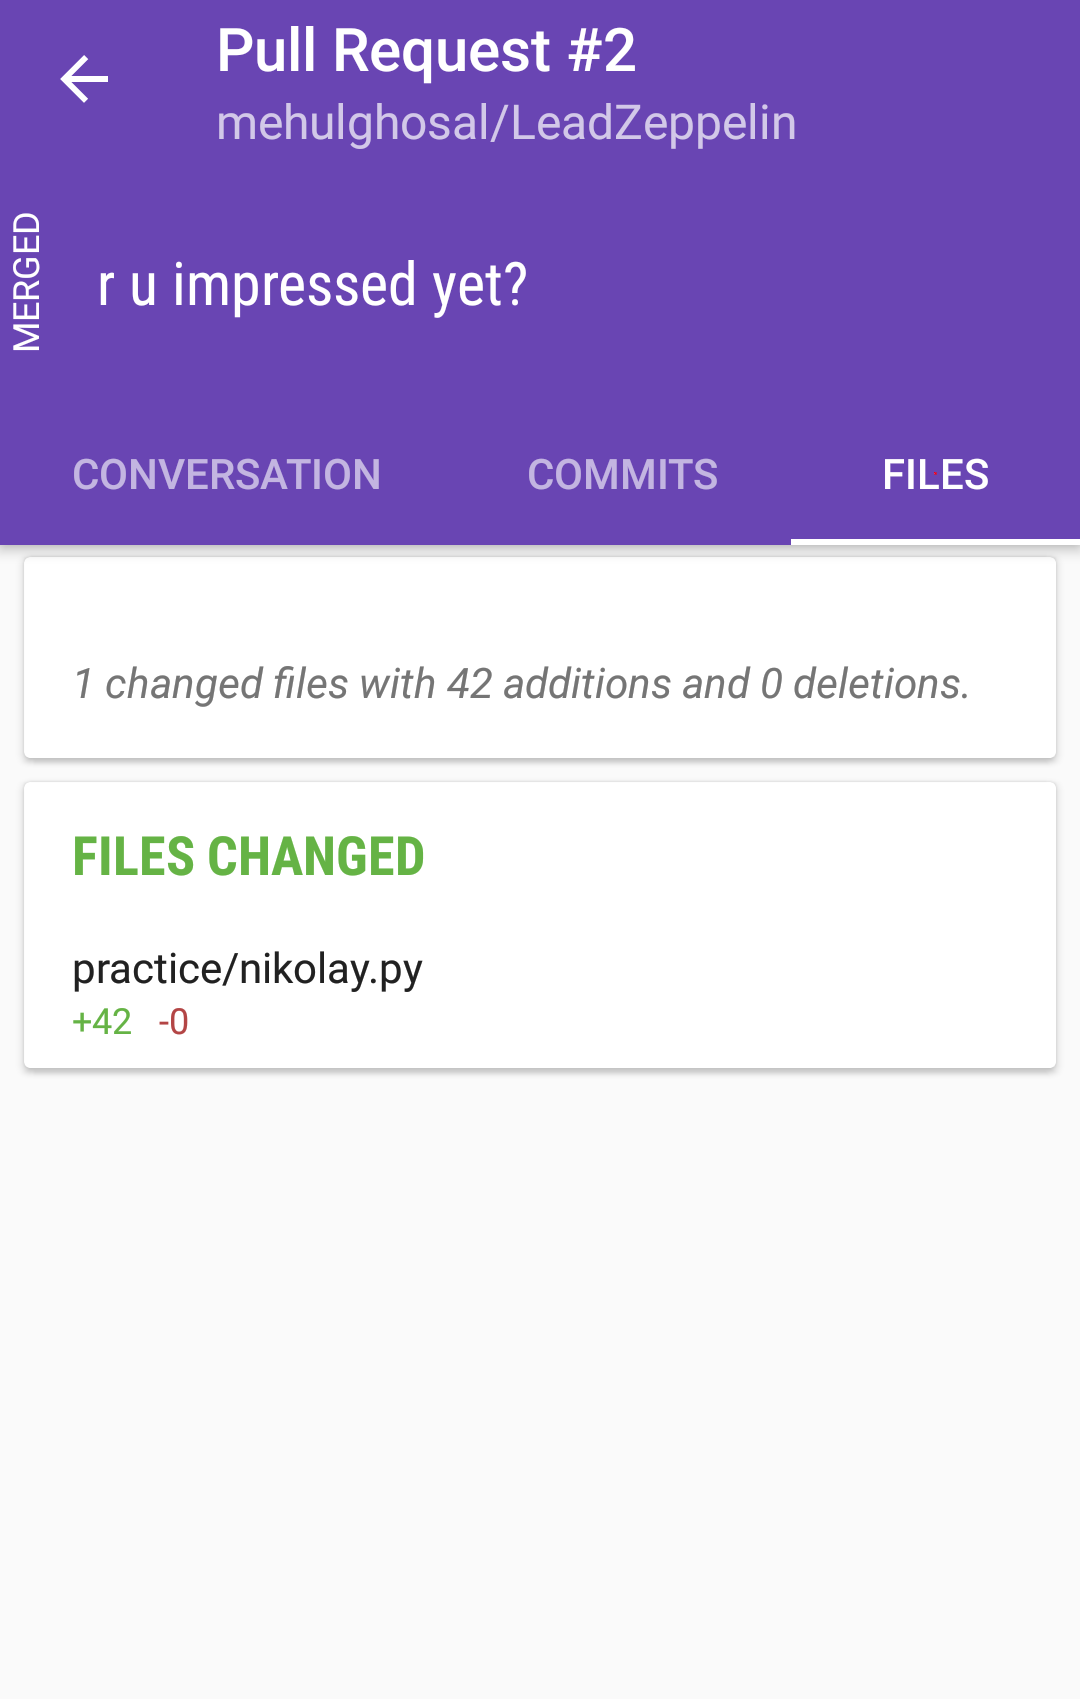 Pull Request #2
mehulghosal/LeadZeppelin
MERGED
r u impressed yet?
CONVERSATION COMMITS FILES
1 changed files with 42 additions and 0 deletions.
FILES CHANGED
practice/nikolay.py
+42 -0